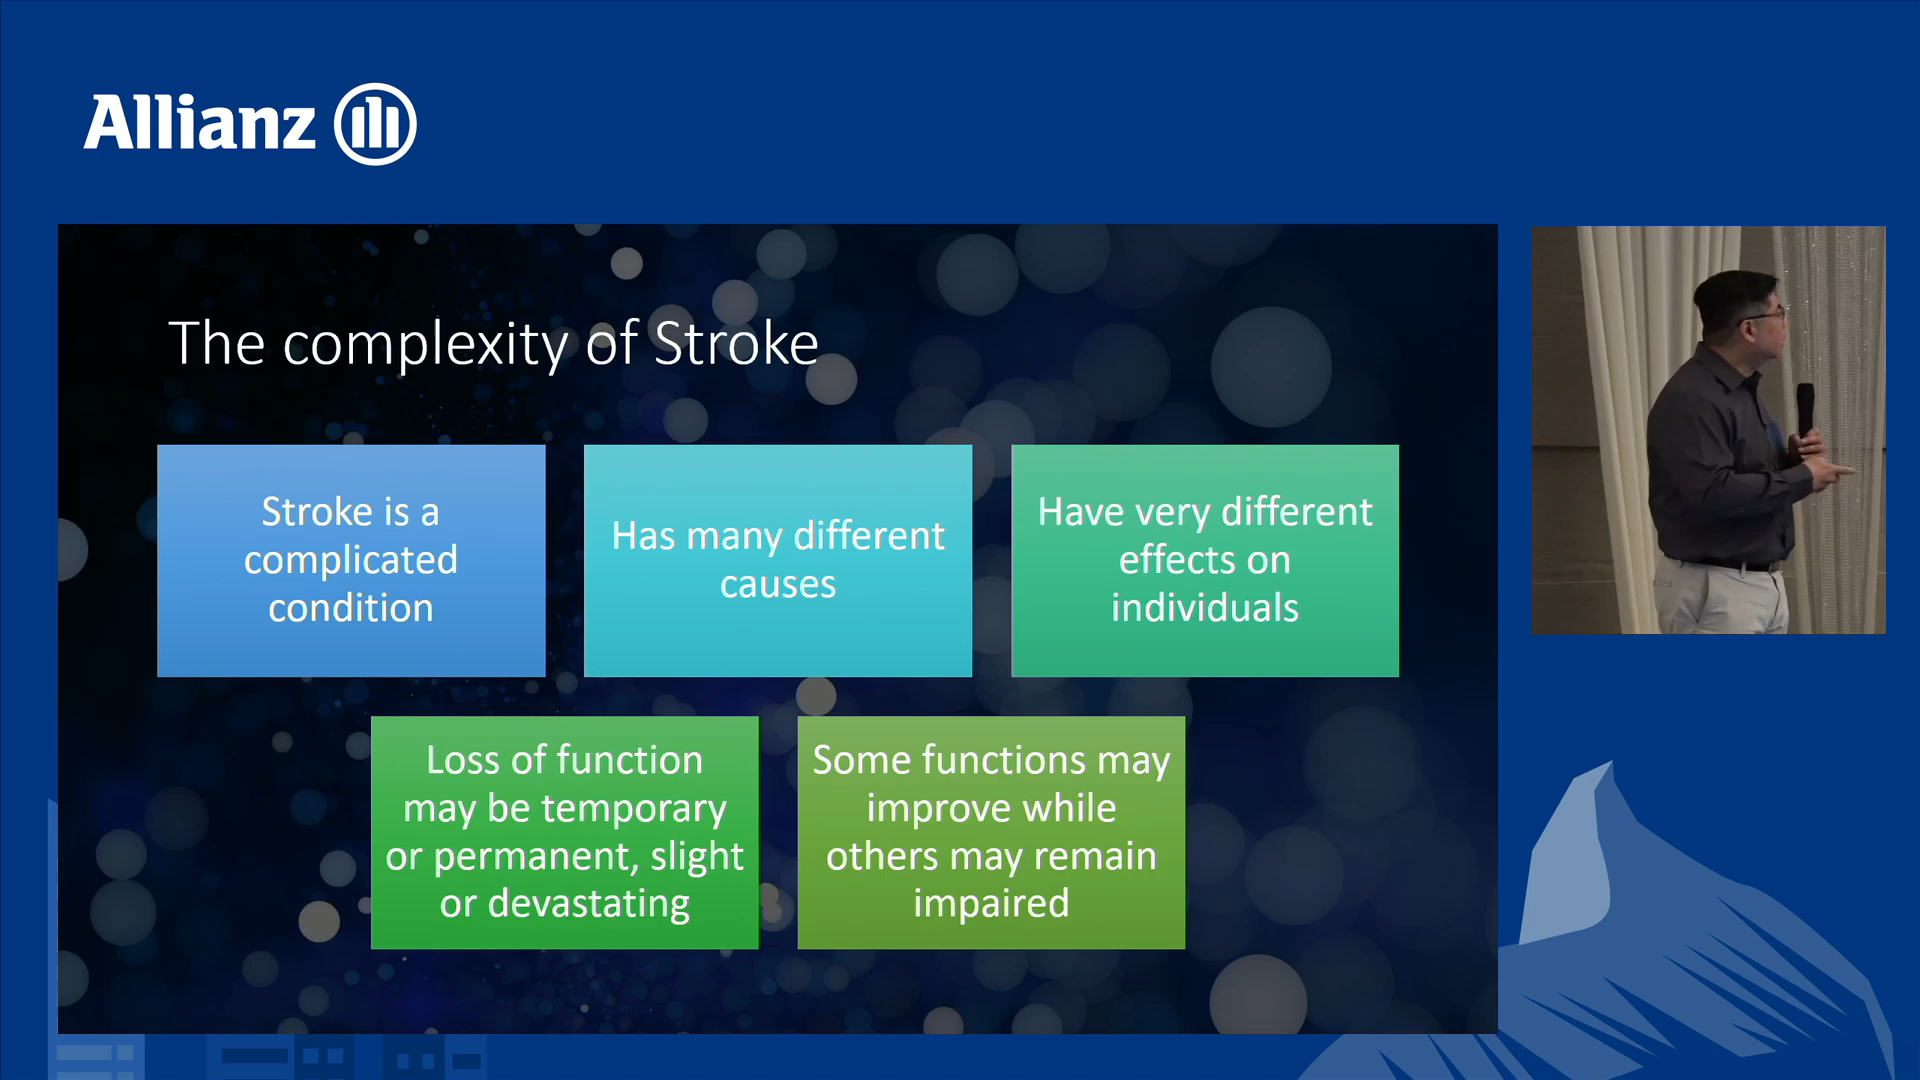 Allianz
The complexity of Stroke
Stroke is a
complicated
condition
Has many different
causes
Have very different
effects on
individuals
Loss of function
may be temporary
or permanent, slight
or devastating
Some functions may
improve while
others may remain
impaired